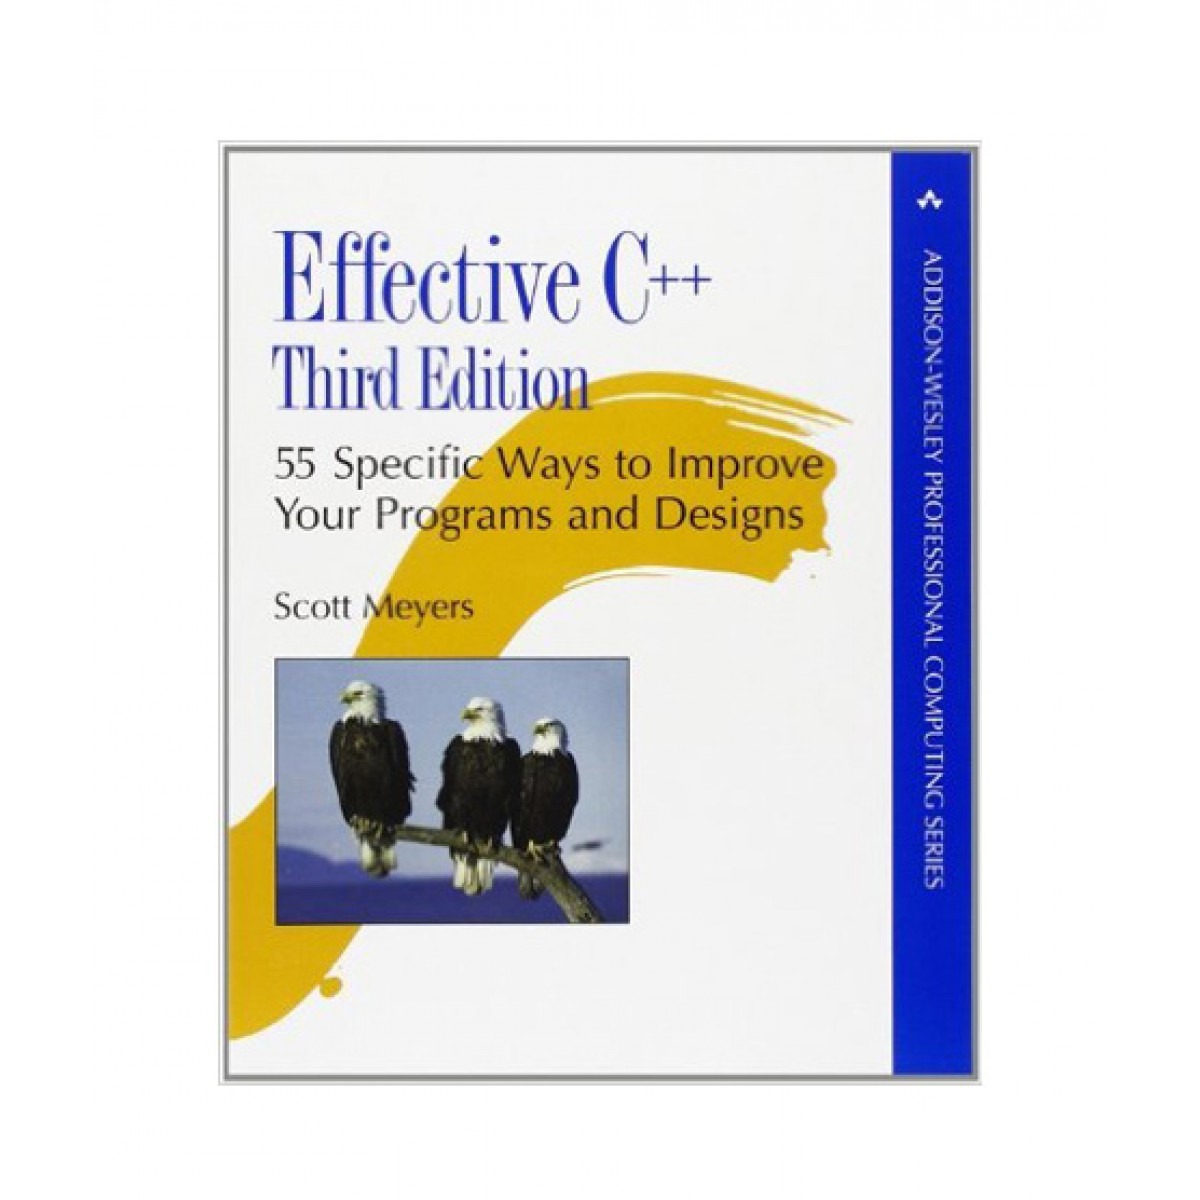 Effective C++
Third Edition
55 Specific Ways to Improve
Your Programs and Designs
Scott Meyers
ADDISON-WESLEY PROFESSIONAL COMPUTING SERIES